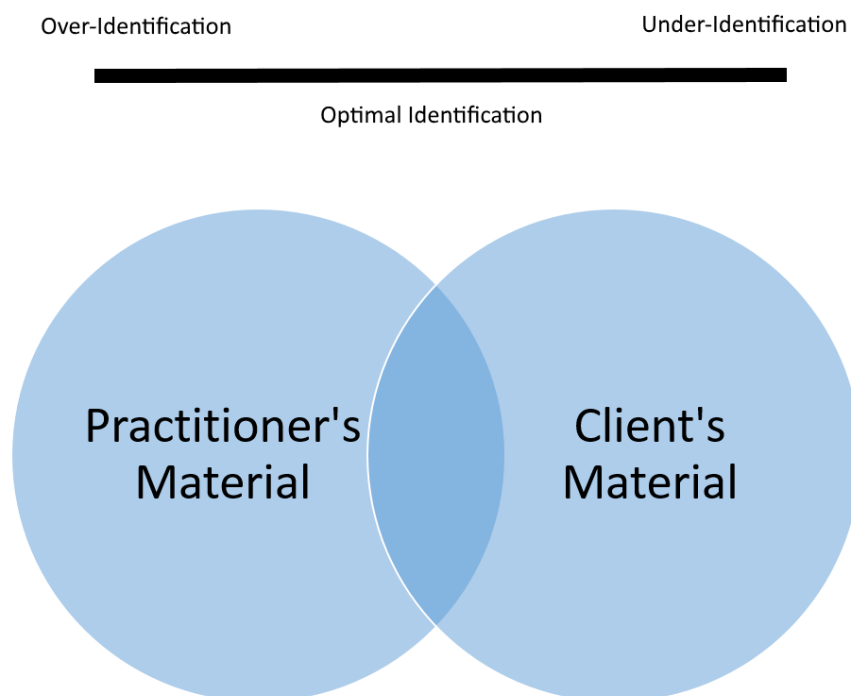 Over-Identification
Under-Identification
Optimal Identification
Practitioner's
Material
Client's
Material